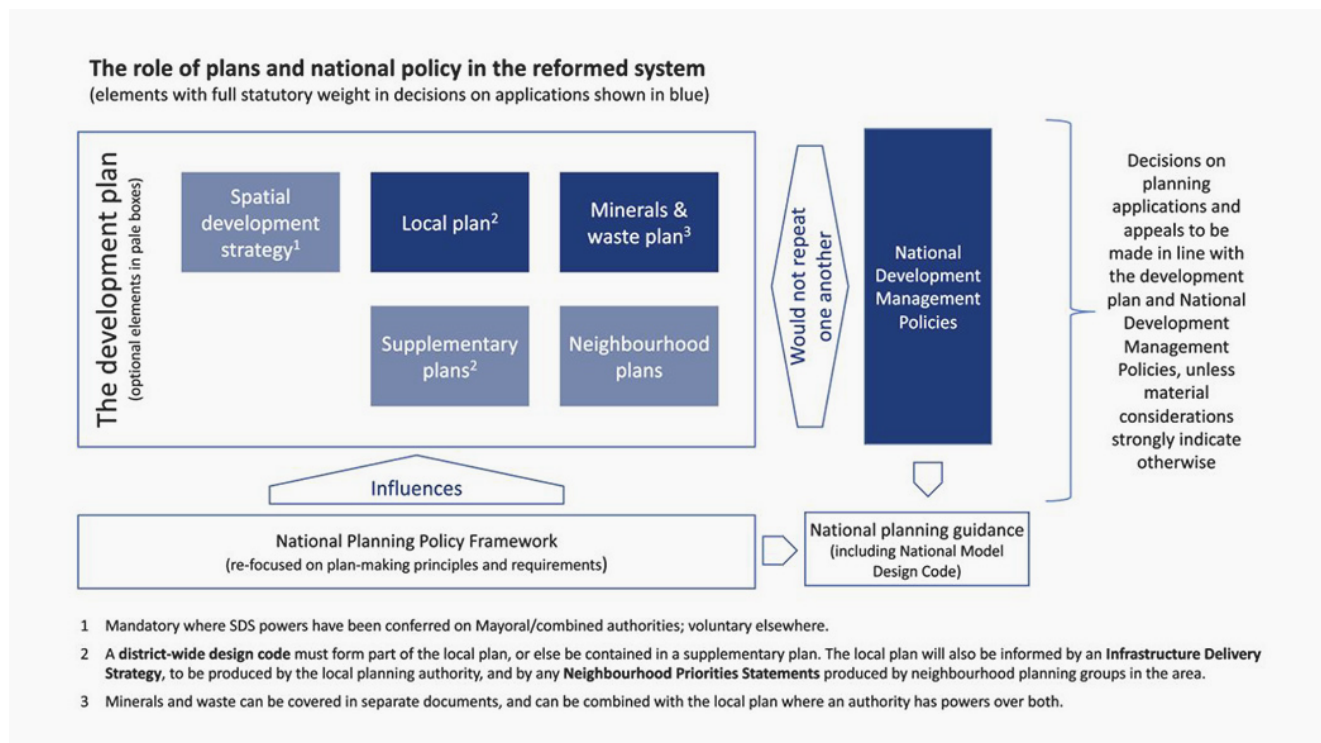 The role of plans and national policy in the reformed system
(elements with full statutory weight in decisions on applications shown in blue)
The development plan
(optional elements in pale boxes)
Spatial
development
strategy1
Local plan2
Minerals &
waste plan3
Supplementary
plans2
Neighbourhood
plans
Would not repeat
one another
National
Development
Management
Policies
Decisions on
planning
applications and
appeals to be
made in line with
the development
plan and National
Development
Management
Policies, unless
material
considerations
strongly indicate
otherwise
Influences
National Planning Policy Framework
(re-focused on plan-making principles and requirements)
National planning guidance
(including National Model
Design Code)
1 Mandatory where SDS powers have been conferred on Mayoral/combined authorities; voluntary elsewhere.
2 A district-wide design code must form part of the local plan, or else be contained in a supplementary plan. The local plan will also be informed by an Infrastructure Delivery
Strategy, to be produced by the local planning authority, and by any Neighbourhood Priorities Statements produced by neighbourhood planning groups in the area.
3 Minerals and waste can be covered in separate documents, and can be combined with the local plan where an authority has powers over both.